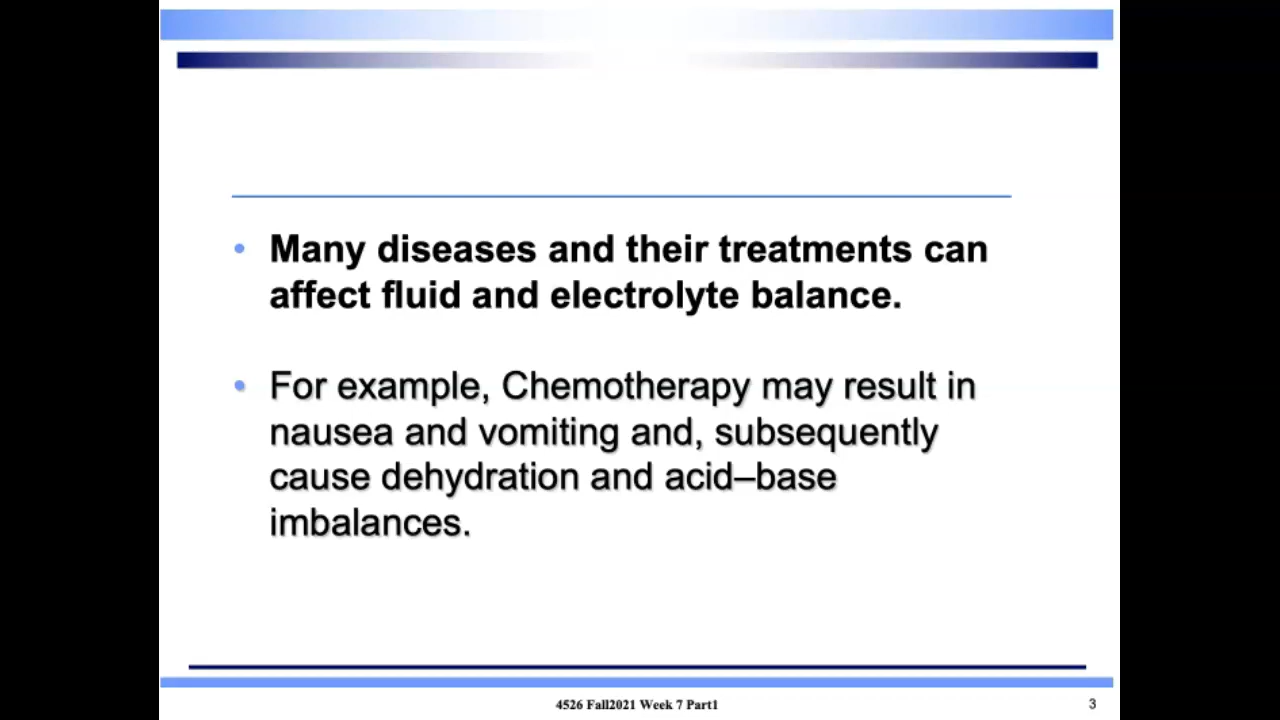 • Many diseases and their treatments can
affect fluid and electrolyte balance.
• For example, Chemotherapy may result in
nausea and vomiting and, subsequently
cause dehydration and acid–base
imbalances.
4526 Fall2021 Week 7 Part1
3